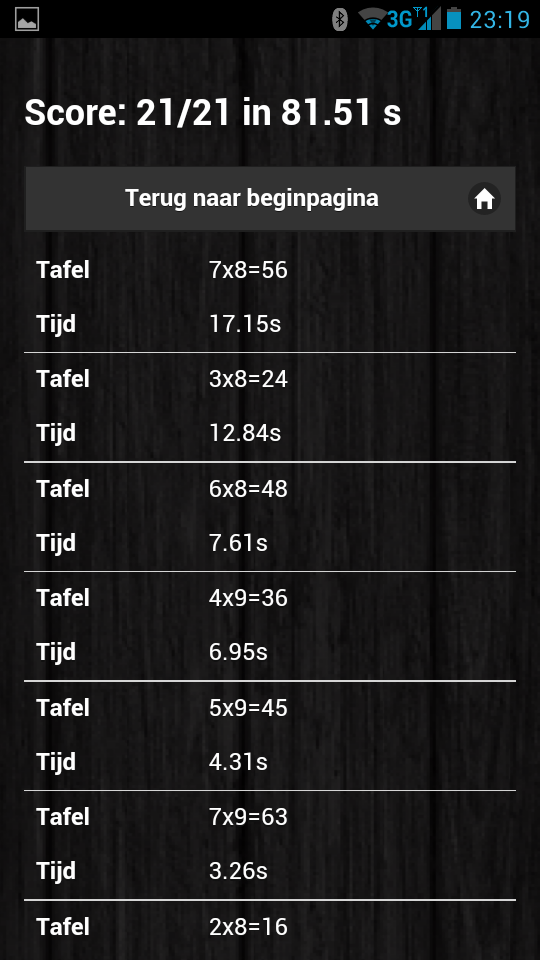 3G 1 23:19
Score: 21/21 in 81.51 s
Terug naar beginpagina
Tafel 7x8=56
Tijd 17.15s
Tafel 3x8=24
Tijd 12.84s
Tafel 6x8=48
Tijd 7.61s
Tafel 4x9=36
Tijd 6.95s
Tafel 5x9=45
Tijd 4.31s
Tafel 7x9=63
Tijd 3.26s
Tafel 2x8=16